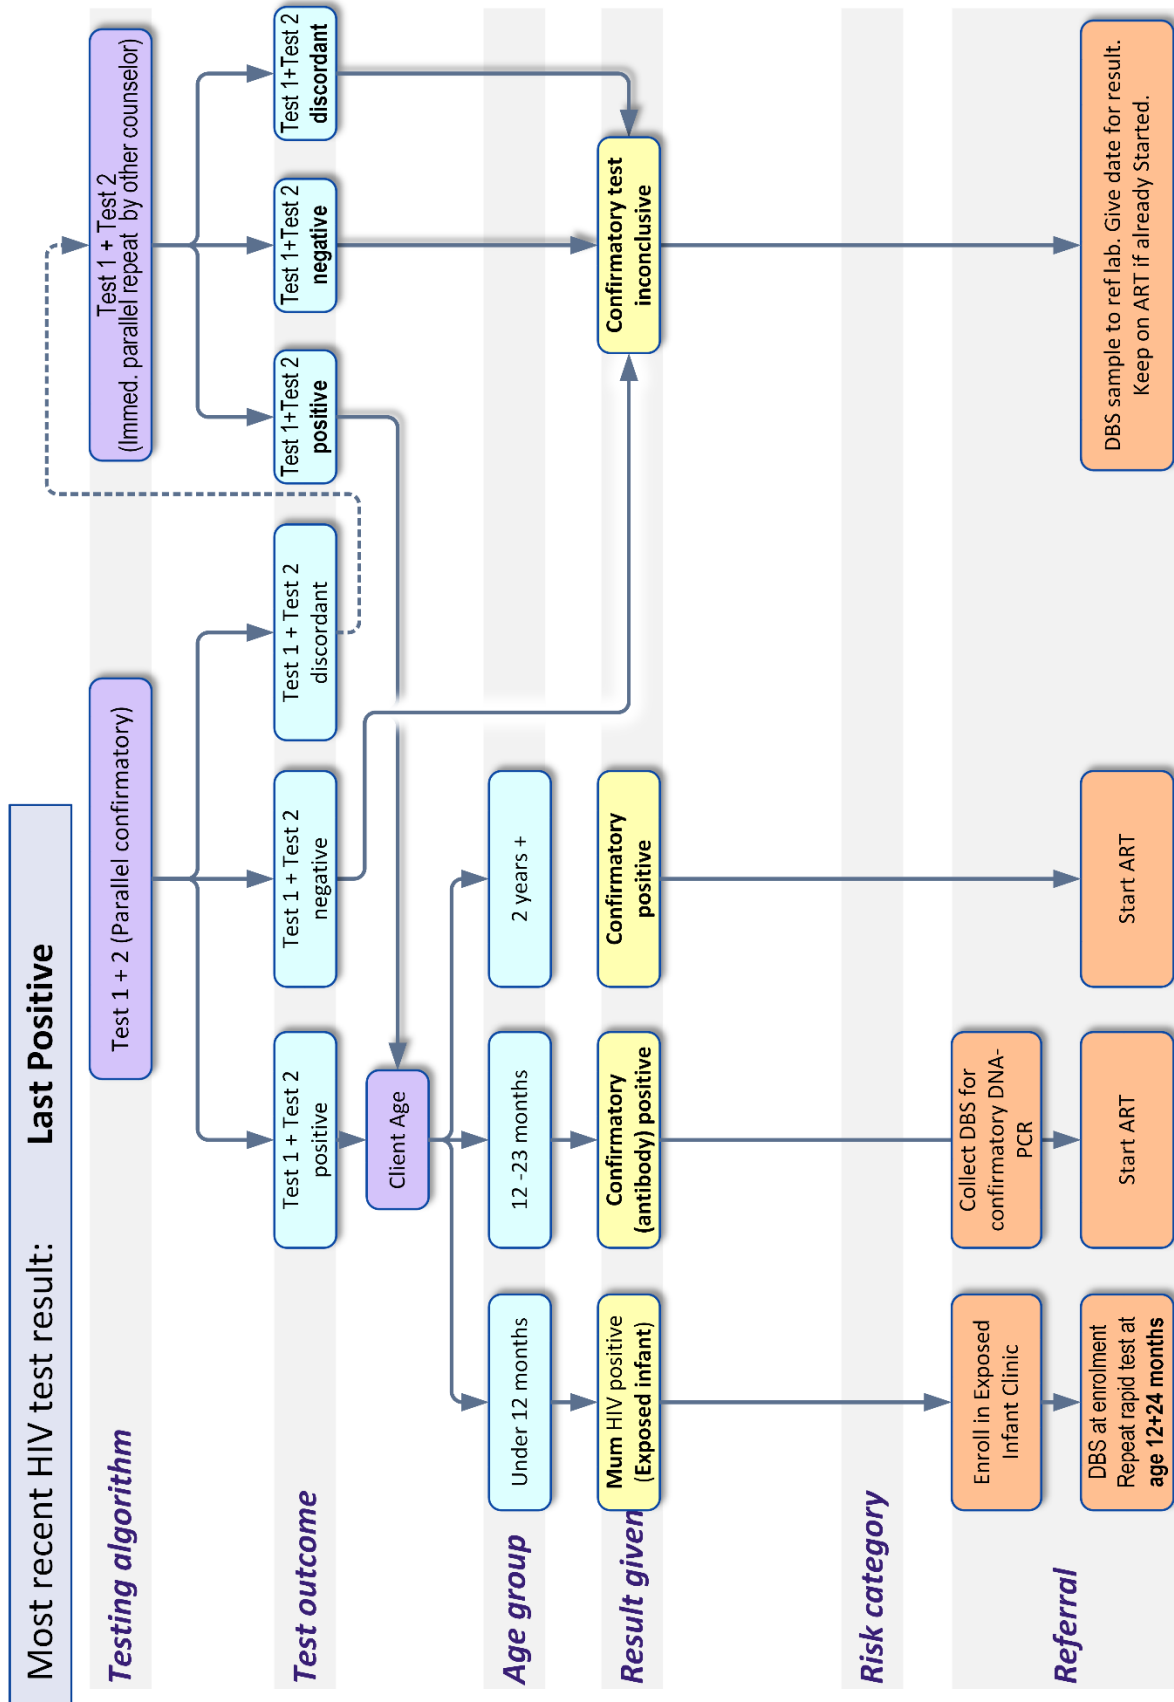 Most recent HIV test result: Last Positive
Testing algorithm
Test 1 + 2 (Parallel confirmatory)
Test 1 + Test 2
(Immed. parallel repeat by other counselor)
Test outcome
Test 1 + Test 2
positive
Test 1 + Test 2
negative
Test 1 + Test 2
discordant
Test 1+Test 2
positive
Test 1+Test 2
negative
Test 1+Test 2
discordant
Client Age
Age group
Under 12 months
12 -23 months
2 years +
Result given
Mum HIV positive
(Exposed infant)
Confirmatory
(antibody) positive
Confirmatory
positive
Confirmatory test
inconclusive
Risk category
Referral
Enroll in Exposed
Infant Clinic
Collect DBS for
confirmatory DNA-
PCR
DBS at enrolment
Repeat rapid test at
age 12+24 months
Start ART
Start ART
DBS sample to ref lab. Give date for result.
Keep on ART if already Started.